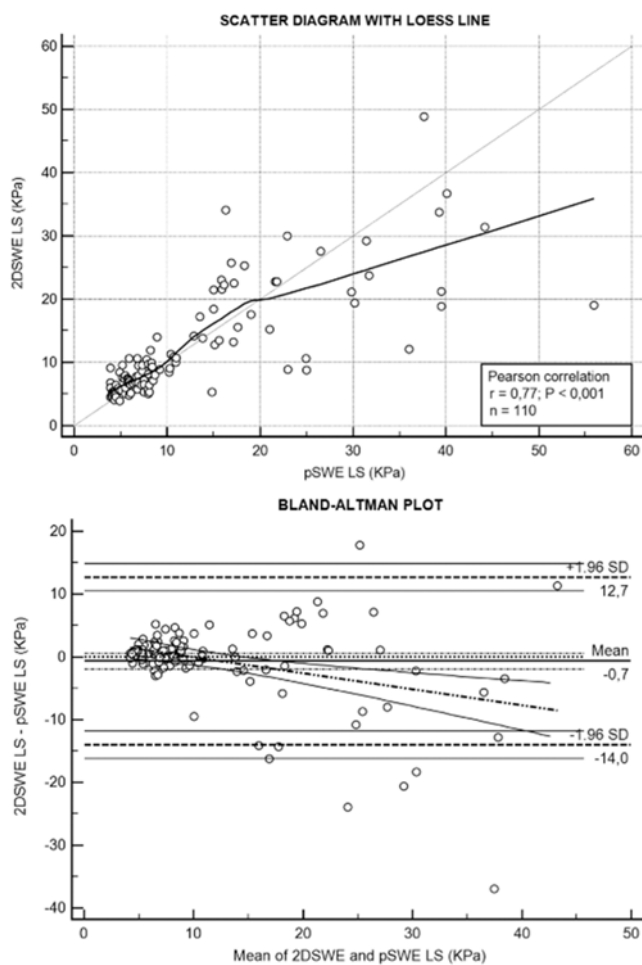 SCATTER DIAGRAM WITH LOESS LINE
60
50
40
30
20
10
0
2DSWE LS (KPa)
Pearson correlation
r = 0,77; P < 0,001
n = 110
0 10 20 30 40 50 60
pSWE LS (KPa)
BLAND-ALTMAN PLOT
20
10
0
-10
-20
-30
-40
2DSWE LS - pSWE LS (KPa)
+1.96 SD
12,7
Mean
-0,7
-1.96 SD
-14,0
0 10 20 30 40 50
Mean of 2DSWE and pSWE LS (KPa)